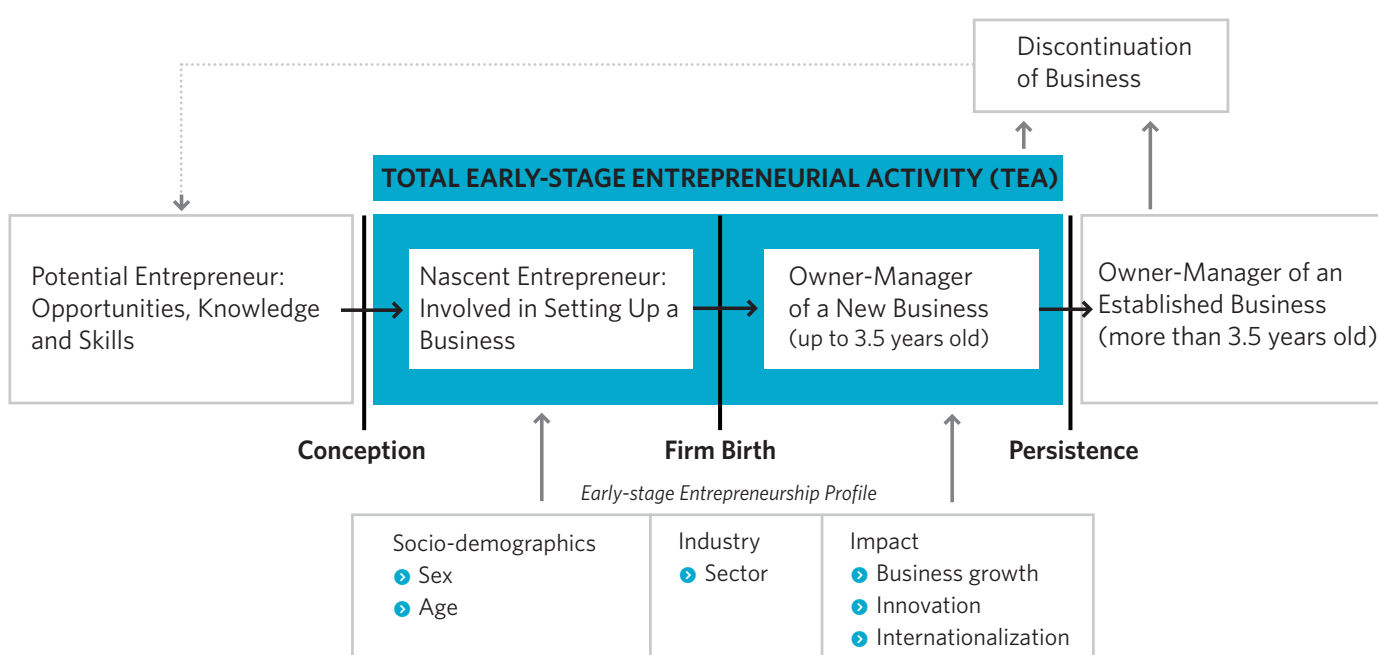 Discontinuation
of Business
TOTAL EARLY-STAGE ENTREPRENEURIAL ACTIVITY (TEA)
Potential Entrepreneur:
Opportunities, Knowledge
and Skills
Nascent Entrepreneur:
Involved in Setting Up a
Business
Owner-Manager
of a New Business
(up to 3.5 years old)
Owner-Manager of an
Established Business
(more than 3.5 years old)
Conception
Firm Birth
Persistence
Early-stage Entrepreneurship Profile
Socio-demographics
Sex
Age
Industry
Sector
Impact
Business growth
Innovation
Internationalization